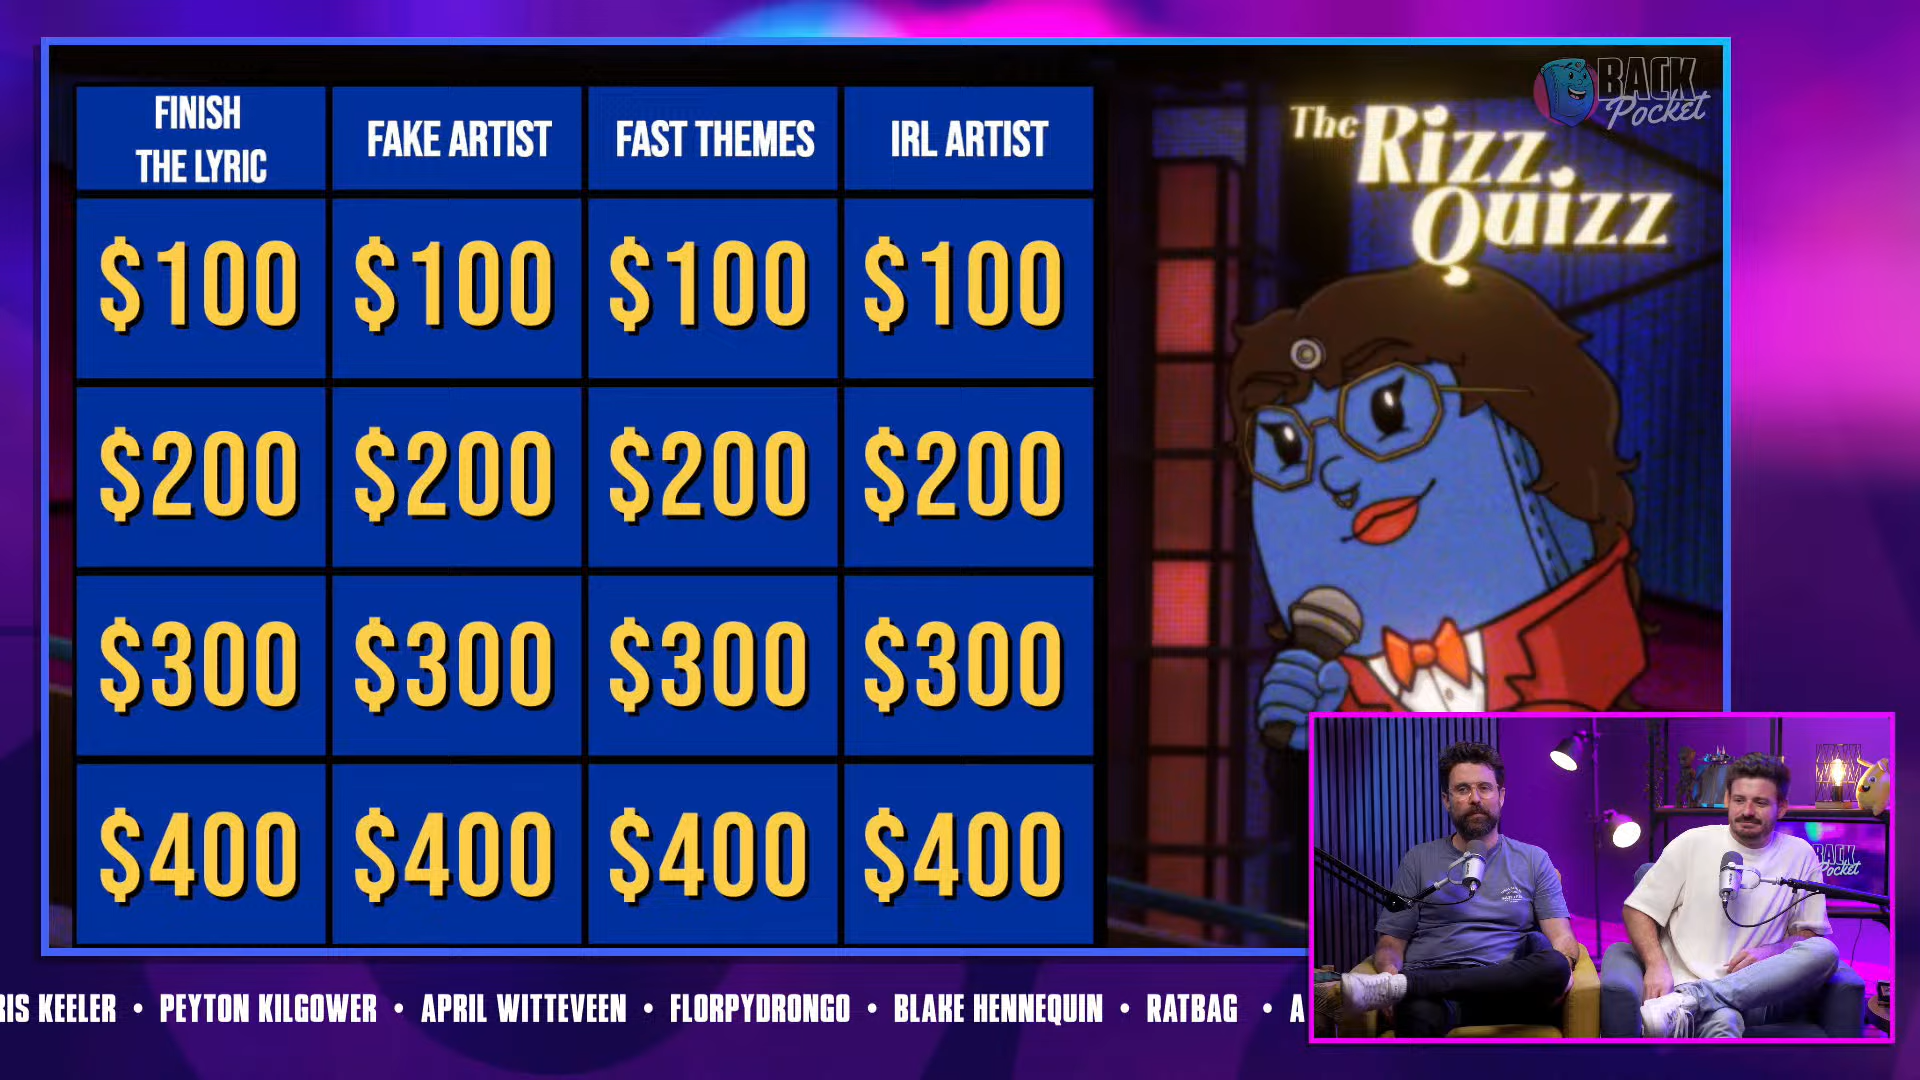 BACK
Pocket
The Rizz
Quizz
FINISH
THE LYRIC
FAKE ARTIST
FAST THEMES
IRL ARTIST
$100 $100 $100 $100
$200 $200 $200 $200
$300 $300 $300 $300
$400 $400 $400 $400
BACK
Pocket
RIS KEELER • PEYTON KILGOWER • APRIL WITTEVEEN • FLORPYDRONGO • BLAKE HENNEQUIN • RATBAG • A